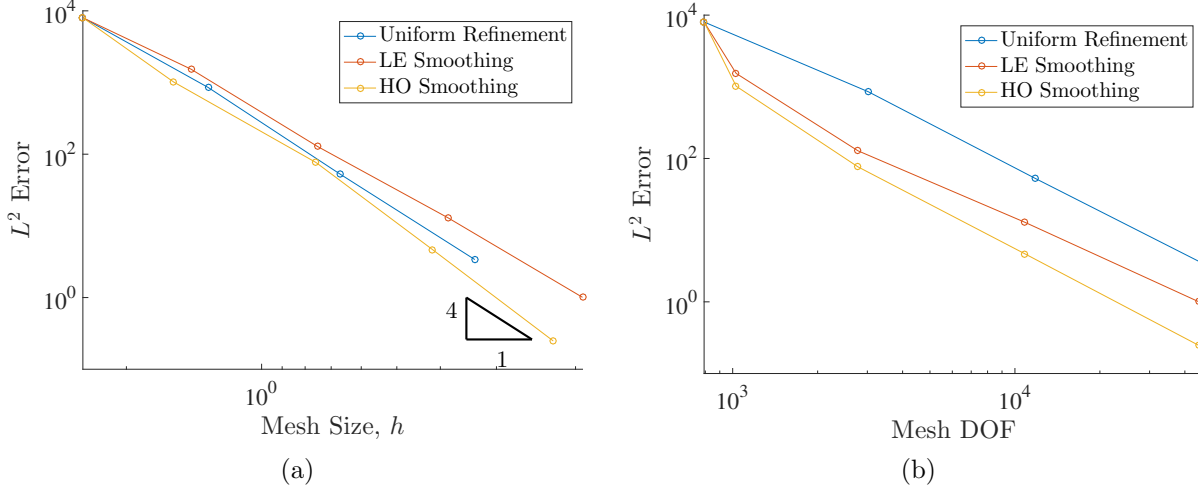 10^4
10^2
10^0
L^2 Error
Uniform Refinement
LE Smoothing
HO Smoothing
4
1
10^0
Mesh Size, h
(a)
10^4
10^2
10^0
L^2 Error
Uniform Refinement
LE Smoothing
HO Smoothing
10^3
10^4
Mesh DOF
(b)